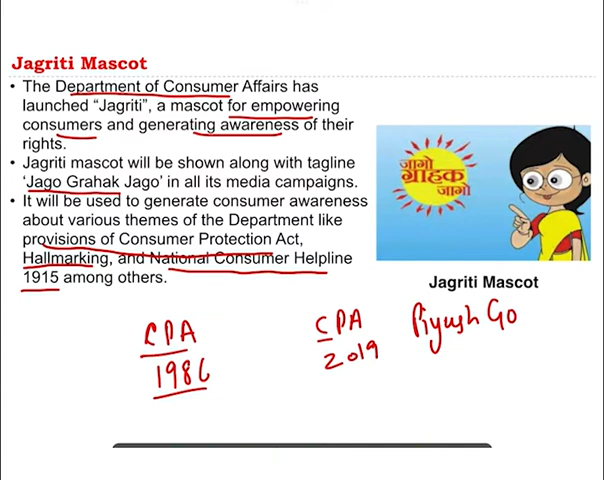 Jagriti Mascot
• The Department of Consumer Affairs has
launched “Jagriti”, a mascot for empowering
consumers and generating awareness of their
rights.
• Jagriti mascot will be shown along with tagline
‘Jago Grahak Jago’ in all its media campaigns.
• It will be used to generate consumer awareness
about various themes of the Department like
provisions of Consumer Protection Act,
Hallmarking, and National Consumer Helpline
1915 among others.
जागो
ग्राहक
जागो
Jagriti Mascot
CPA
1986
CPA
2019
Piyush Go